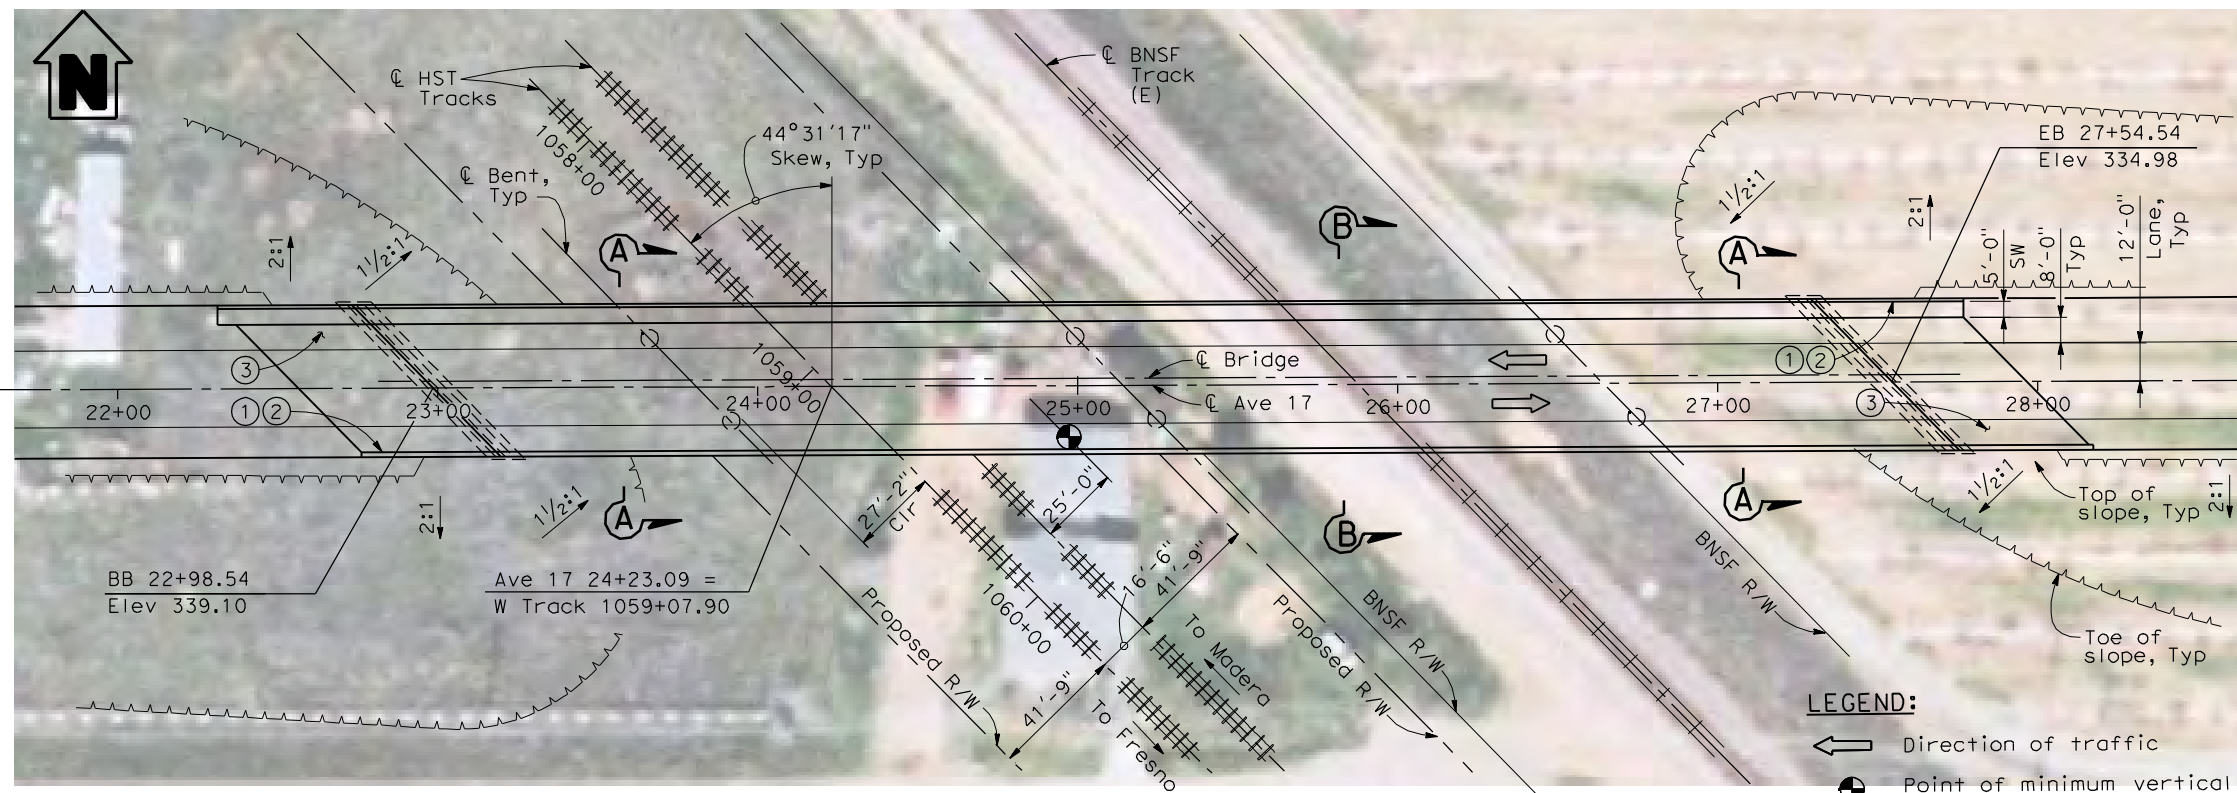 N
℄ HST
Tracks
℄ BNSF
Track
(E)
44°31'17"
Skew, Typ
1058+00
℄ Bent,
Typ
EB 27+54.54
Elev 334.98
1½:1
2:1
5'-0"
SW
8'-0"
Typ
12'-0"
Lane,
Typ
2:1
1½:1
A
B
A
3
1059+00
℄ Bridge
1 2
℄ Ave 17
1 2
3
22+00
23+00
24+00
25+00
26+00
27+00
28+00
2:1
1½:1
A
27'-2"
Clr
25'-0"
B
A
BNSF R/W
1½:1
Top of
slope, Typ
2:1
BB 22+98.54
Elev 339.10
Ave 17 24+23.09 =
W Track 1059+07.90
Proposed R/W
1060+00
16'-6"
41'-9"
41'-9"
To Madera
To Fresno
Proposed R/W
BNSF R/W
Toe of
slope, Typ
LEGEND:
Direction of traffic
Point of minimum vertical